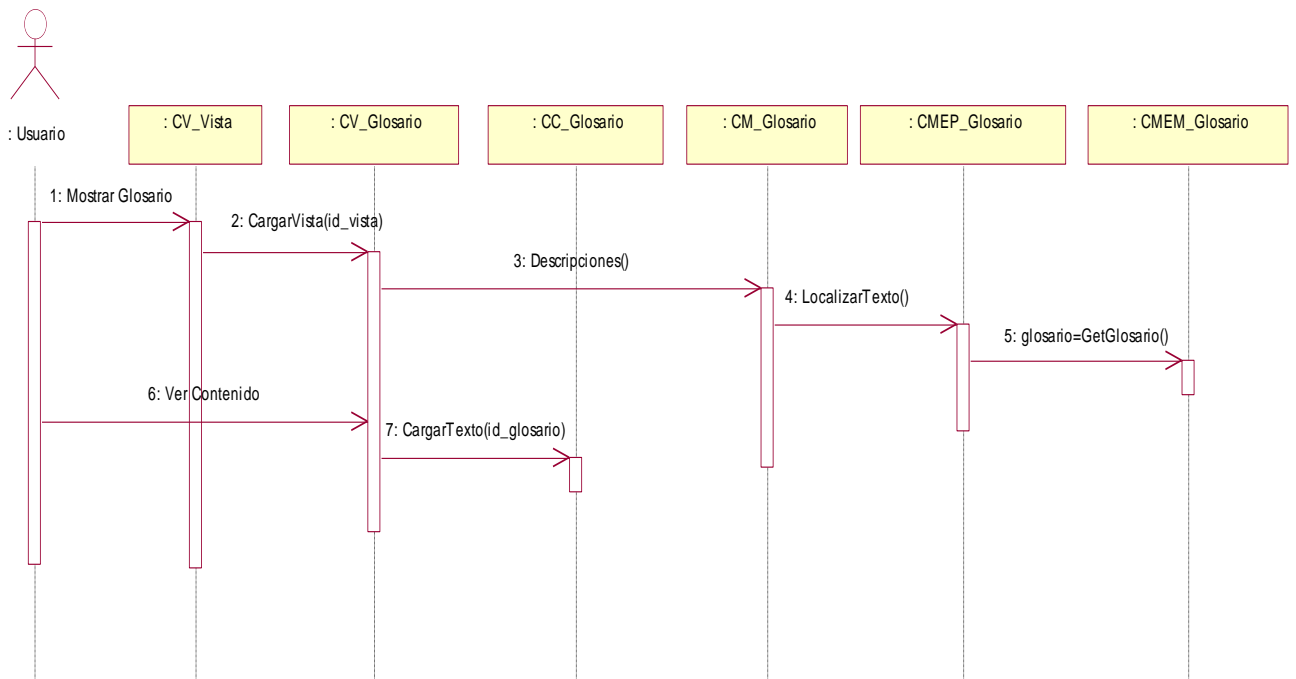 : Usuario
: CV_Vista
: CV_Glosario
: CC_Glosario
: CM_Glosario
: CMEP_Glosario
: CMEM_Glosario
1: Mostrar Glosario
2: CargarVista(id_vista)
3: Descripciones()
4: LocalizarTexto()
5: glosario=GetGlosario()
6: Ver Contenido
7: CargarTexto(id_glosario)